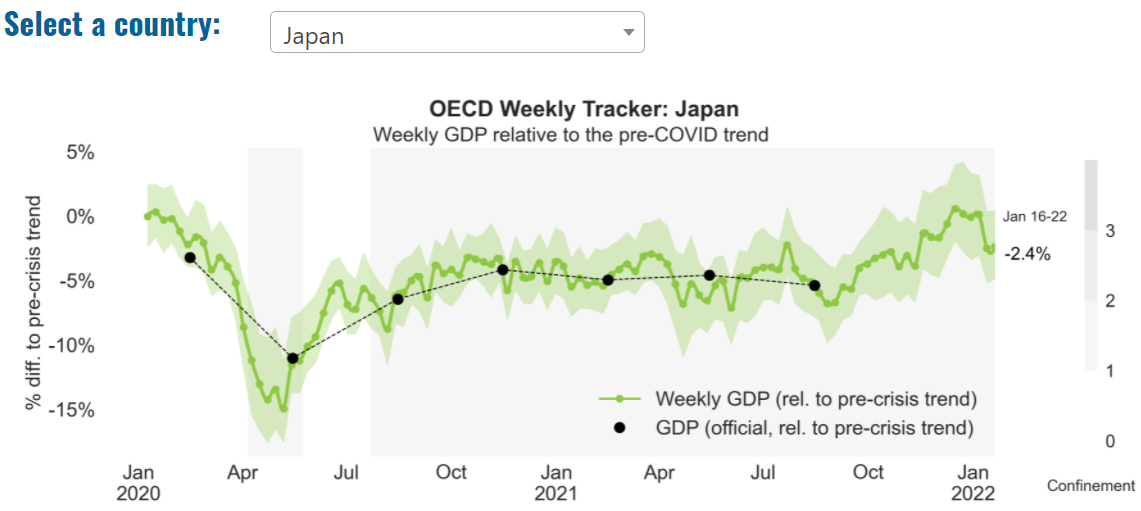 Select a country:
Japan
OECD Weekly Tracker: Japan
Weekly GDP relative to the pre-COVID trend
% diff. to pre-crisis trend
5%
0%
-5%
-10%
-15%
Jan 16-22
-2.4%
Weekly GDP (rel. to pre-crisis trend)
GDP (official, rel. to pre-crisis trend)
Jan
2020
Apr
Jul
Oct
Jan
2021
Apr
Jul
Oct
Jan
2022
3
2
1
0
Confinement